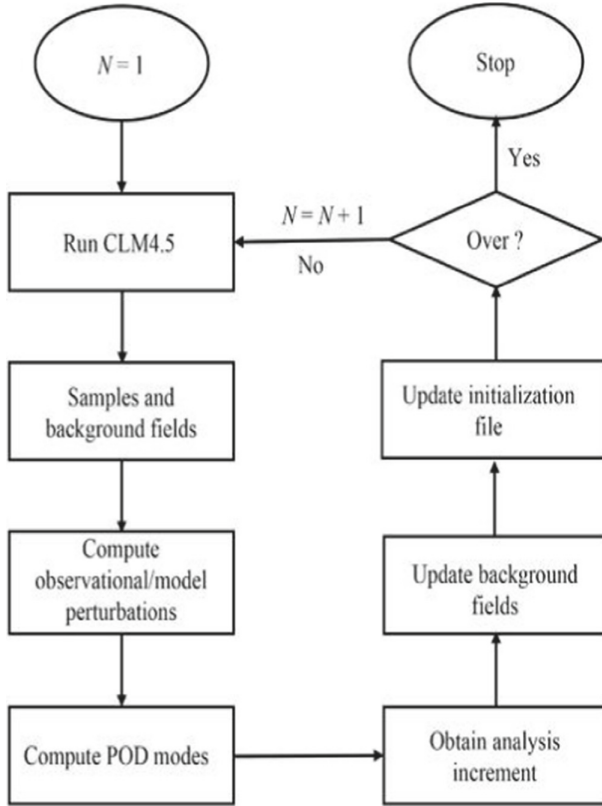 N = 1
Run CLM4.5
Samples and
background fields
Compute
observational/model
perturbations
Compute POD modes
Obtain analysis
increment
Update background
fields
Update initialization
file
Over ?
N = N + 1
No
Yes
Stop